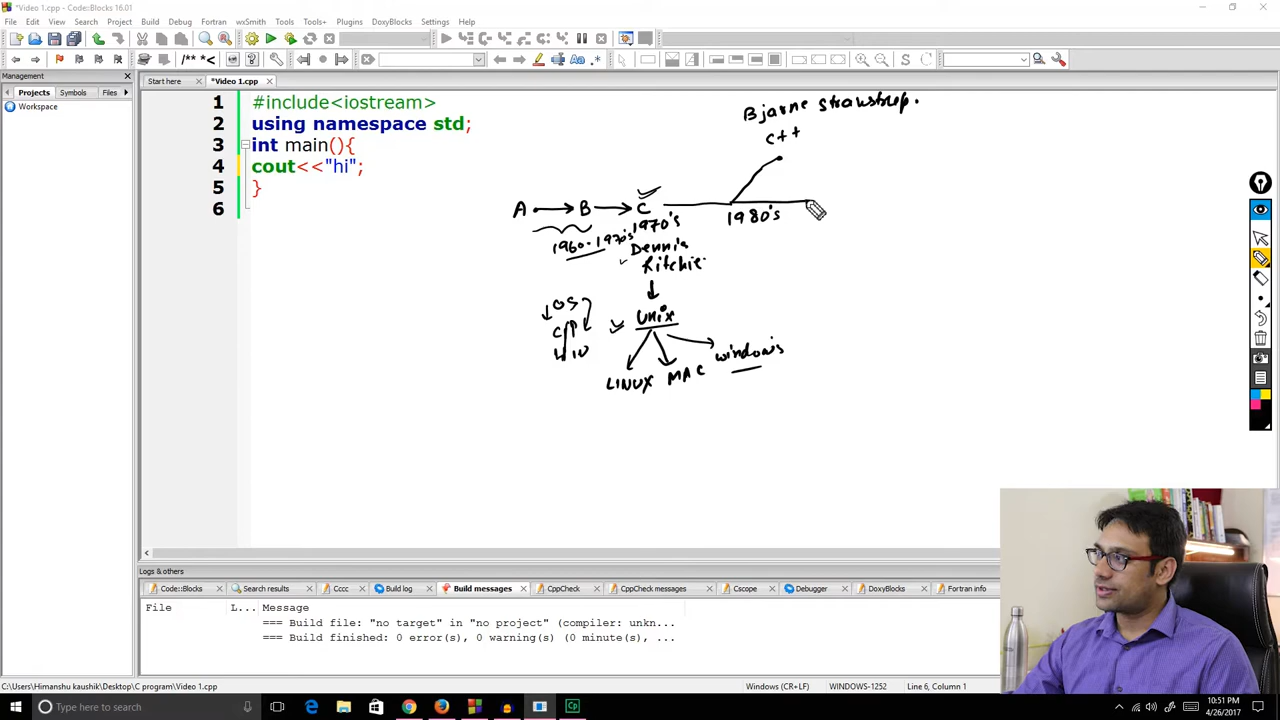 *Video 1.cpp - Code::Blocks 16.01
File Edit View Search Project Build Debug Fortran wxSmith Tools Tools+ Plugins DoxyBlocks Settings Help
Management
Projects Symbols Files
Workspace
Start here *Video 1.cpp
1 #include<iostream>
2 using namespace std;
3 int main(){
4 cout<<"hi";
5 }
6
Bjarne Stroustrup.
C++
A B C
1980's
1970's
1960-1970's
Dennis
Ritchie
OS
Unix
windows
LINUX MAC
Logs & others
Code::Blocks Search results Cccc Build log Build messages CppCheck CppCheck messages Cscope Debugger DoxyBlocks Fortran info
File L... Message
=== Build file: "no target" in "no project" (compiler: unkn...
=== Build finished: 0 error(s), 0 warning(s) (0 minute(s), ...
C:\Users\Himanshu kaushik\Desktop\C program\Video 1.cpp Windows (CR+LF) WINDOWS-1252 Line 6, Column 1
Type here to search
10:51 PM
4/26/2017